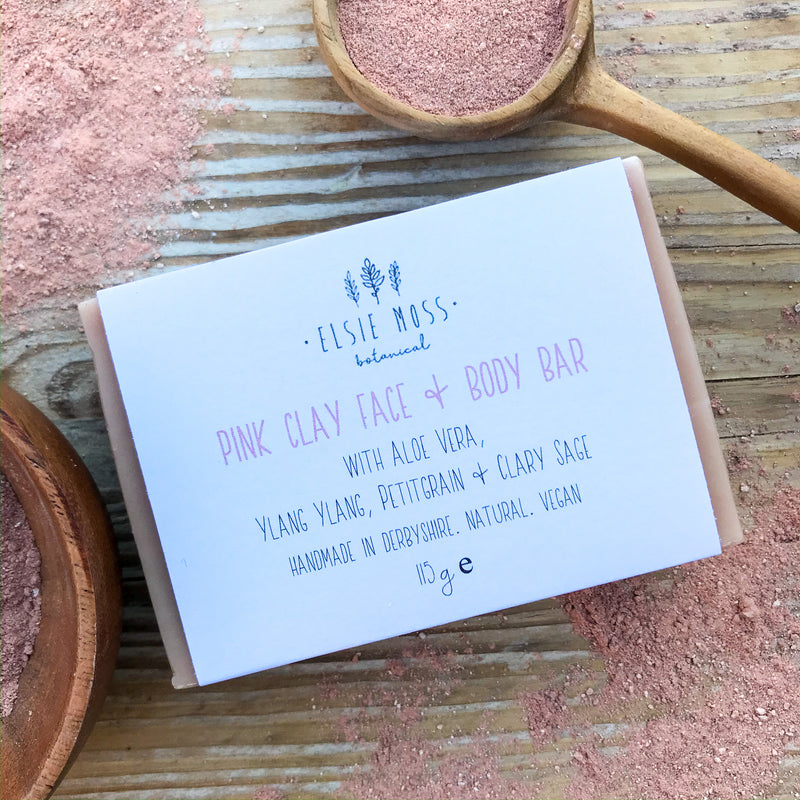 ·ELSIE MOSS·
botanical
PINK CLAY FACE & BODY BAR
WITH ALOE VERA,
YLANG YLANG, PETITGRAIN & CLARY SAGE
HANDMADE IN DERBYSHIRE. NATURAL. VEGAN
115g e